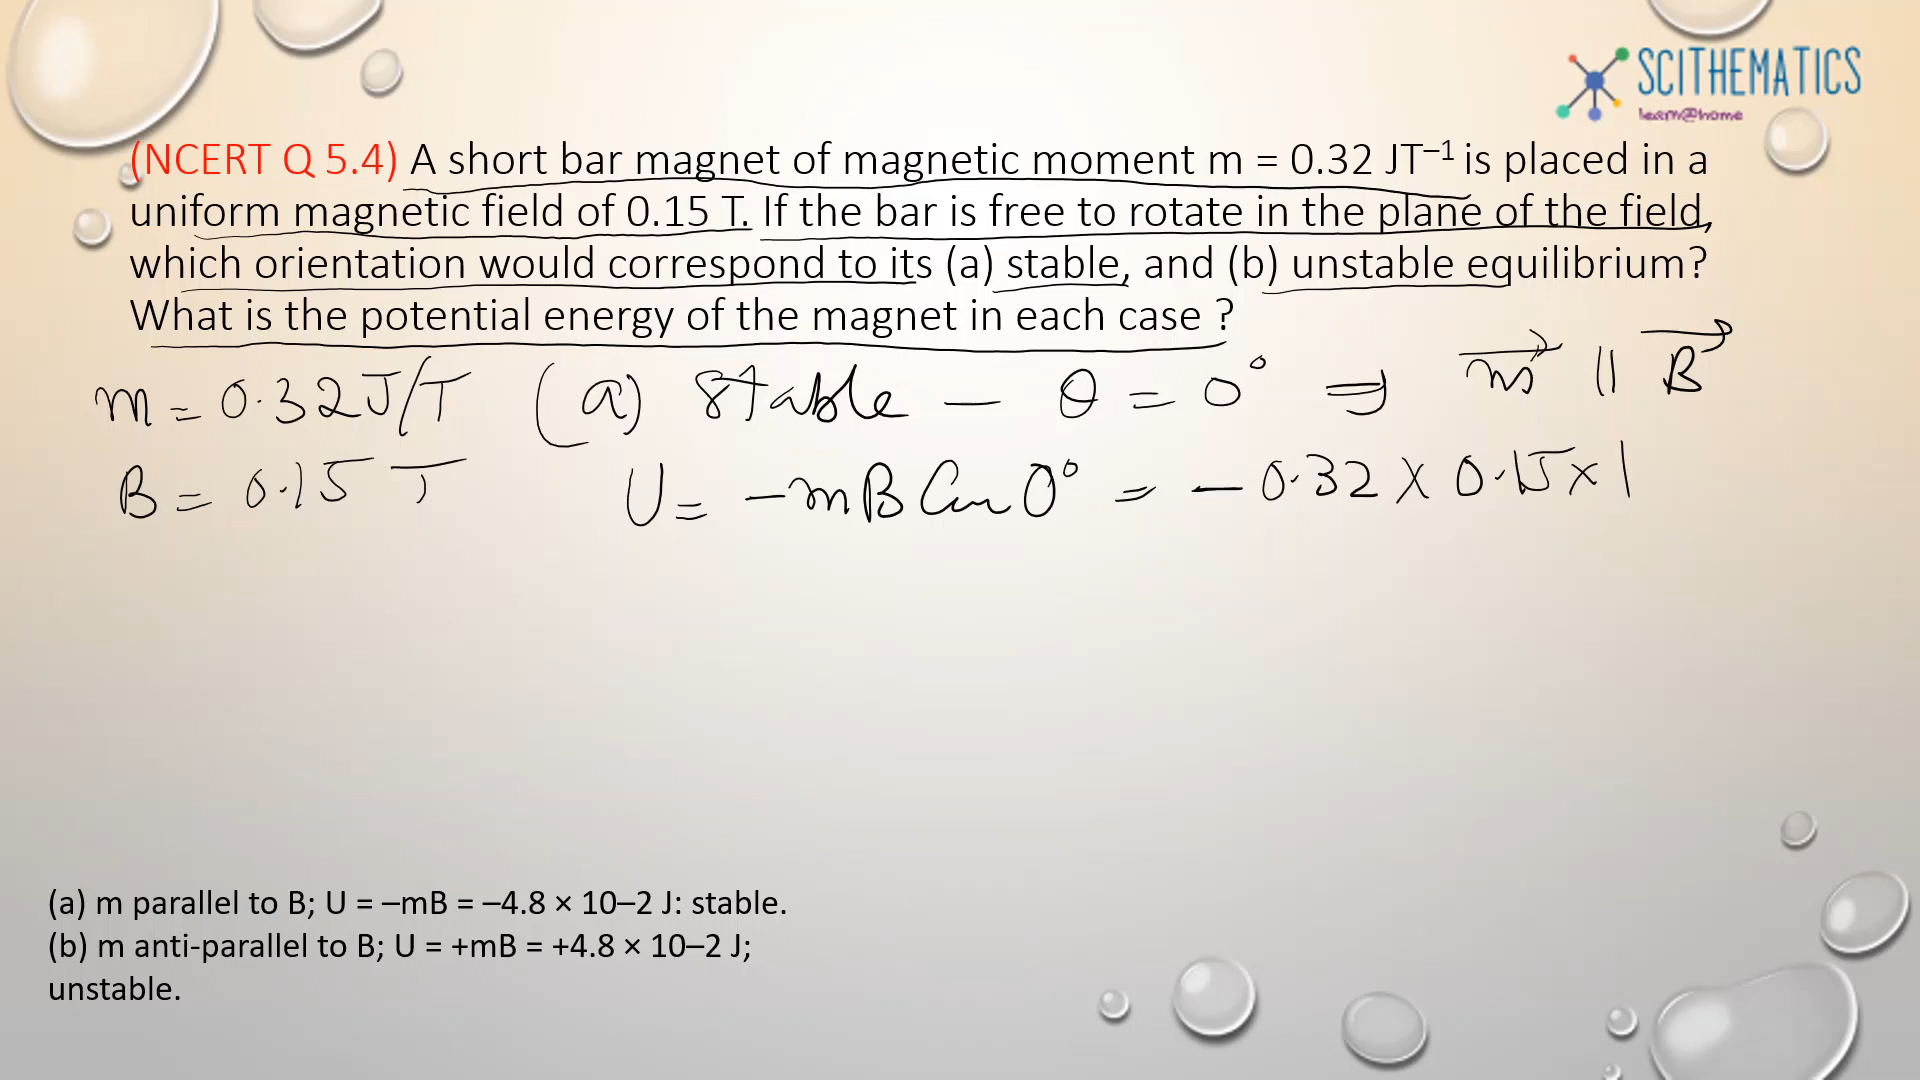 SCITHEMATICS
learn@home
(NCERT Q 5.4) A short bar magnet of magnetic moment m = 0.32 JT⁻¹ is placed in a
uniform magnetic field of 0.15 T. If the bar is free to rotate in the plane of the field,
which orientation would correspond to its (a) stable, and (b) unstable equilibrium?
What is the potential energy of the magnet in each case ?
m = 0.32 J/T (a) Stable — θ = 0° ⇒ m⃗ || B⃗
B = 0.15 T U = -mB Cos 0° = - 0.32 × 0.15 × 1
(a) m parallel to B; U = –mB = –4.8 × 10–2 J: stable.
(b) m anti-parallel to B; U = +mB = +4.8 × 10–2 J;
unstable.